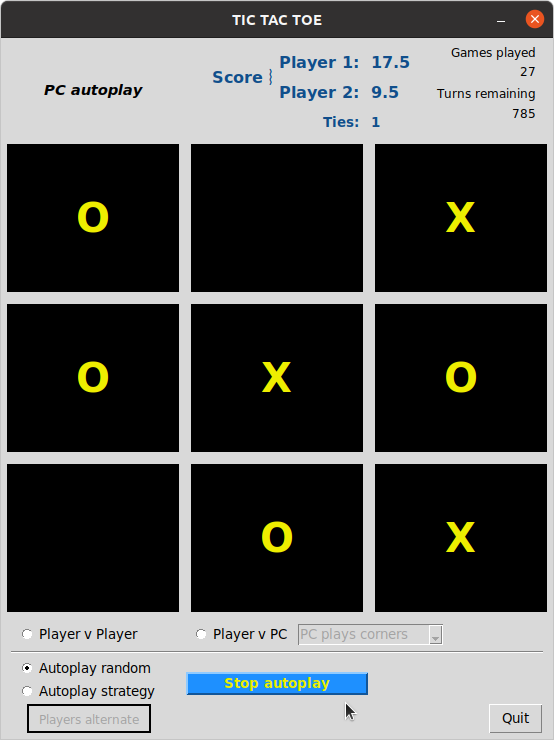 TIC TAC TOE
PC autoplay
Score
Player 1: 17.5
Player 2: 9.5
Ties: 1
Games played
27
Turns remaining
785
O X
O X O
O X
Player v Player
Player v PC
PC plays corners
Autoplay random
Autoplay strategy
Stop autoplay
Players alternate
Quit